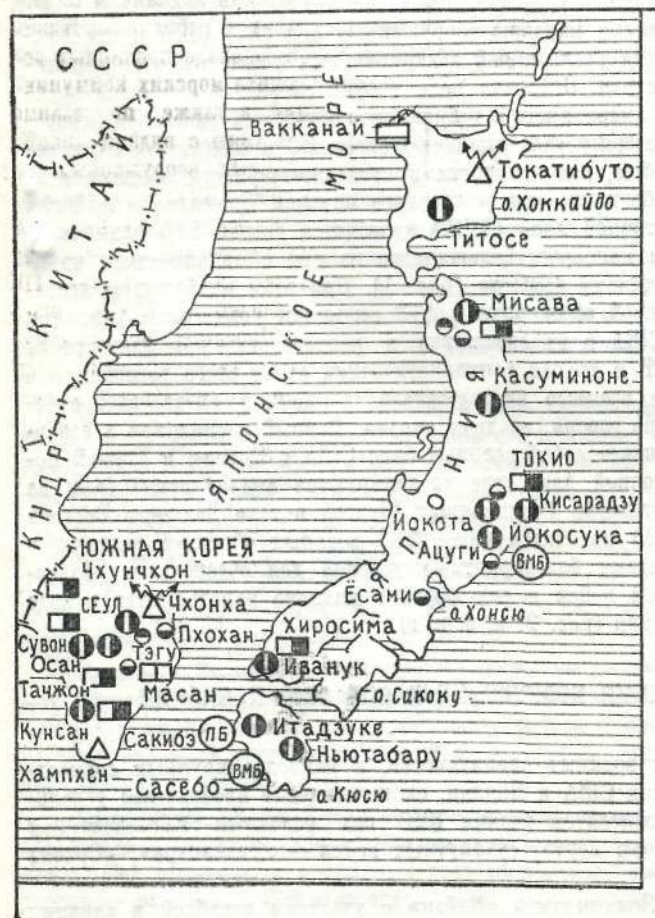 СССР
КИТАЙ
КНДР
ЯПОНСКОЕ МОРЕ
Вакканай
Токатибуто
о.Хоккайдо
Титосе
Мисава
ЯПОНИЯ
Касуминоне
ТОКИО
Кисарадзу
Йокота
Йокосука
Ацуги
ВМБ
ЮЖНАЯ КОРЕЯ
Чхунчхон
СЕУЛ
Чхонха
Пхохан
Сувон
Осан
Тэгу
Тачжон
Масан
Кунсан
Хампхен
Ёсами
о.Хонсю
Хиросима
Иванук
о.Сикоку
Сакибэ
ПБ
Итадзуке
Ньютабару
Сасебо
ВМБ
о.Кюсю